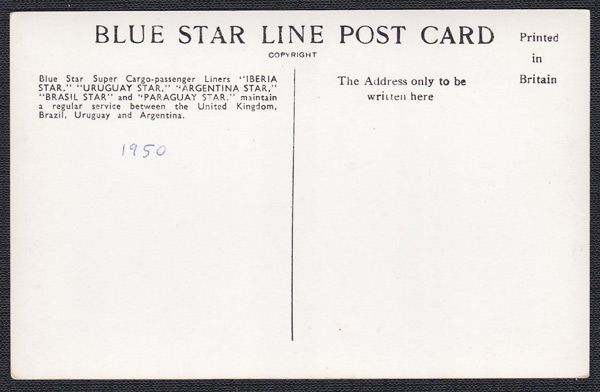 BLUE STAR LINE POST CARD
COPYRIGHT
Printed
in
Britain
Blue Star Super Cargo-passenger Liners "IBERIA
STAR," "URUGUAY STAR," "ARGENTINA STAR,"
"BRASIL STAR" and "PARAGUAY STAR," maintain
a regular service between the United Kingdom,
Brazil, Uruguay and Argentina.
1950
The Address only to be
written here